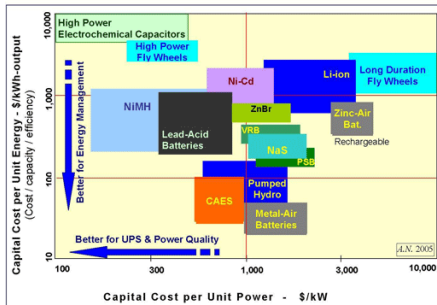 High Power
Electrochemical Capacitors
High Power
Fly Wheels
Long Duration
Fly Wheels
Li-ion
Ni-Cd
NiMH
ZnBr
Zinc-Air
Bat.
Rechargeable
Lead-Acid
Batteries
VRB
NaS
PSB
Pumped
Hydro
CAES
Metal-Air
Batteries
Better for Energy Management
Better for UPS & Power Quality
A.N. 2005
Capital Cost per Unit Energy - $/kWh-output
(Cost / capacity / efficiency)
10,000
1,000
100
10
100
300
1,000
3,000
10,000
Capital Cost per Unit Power - $/kW